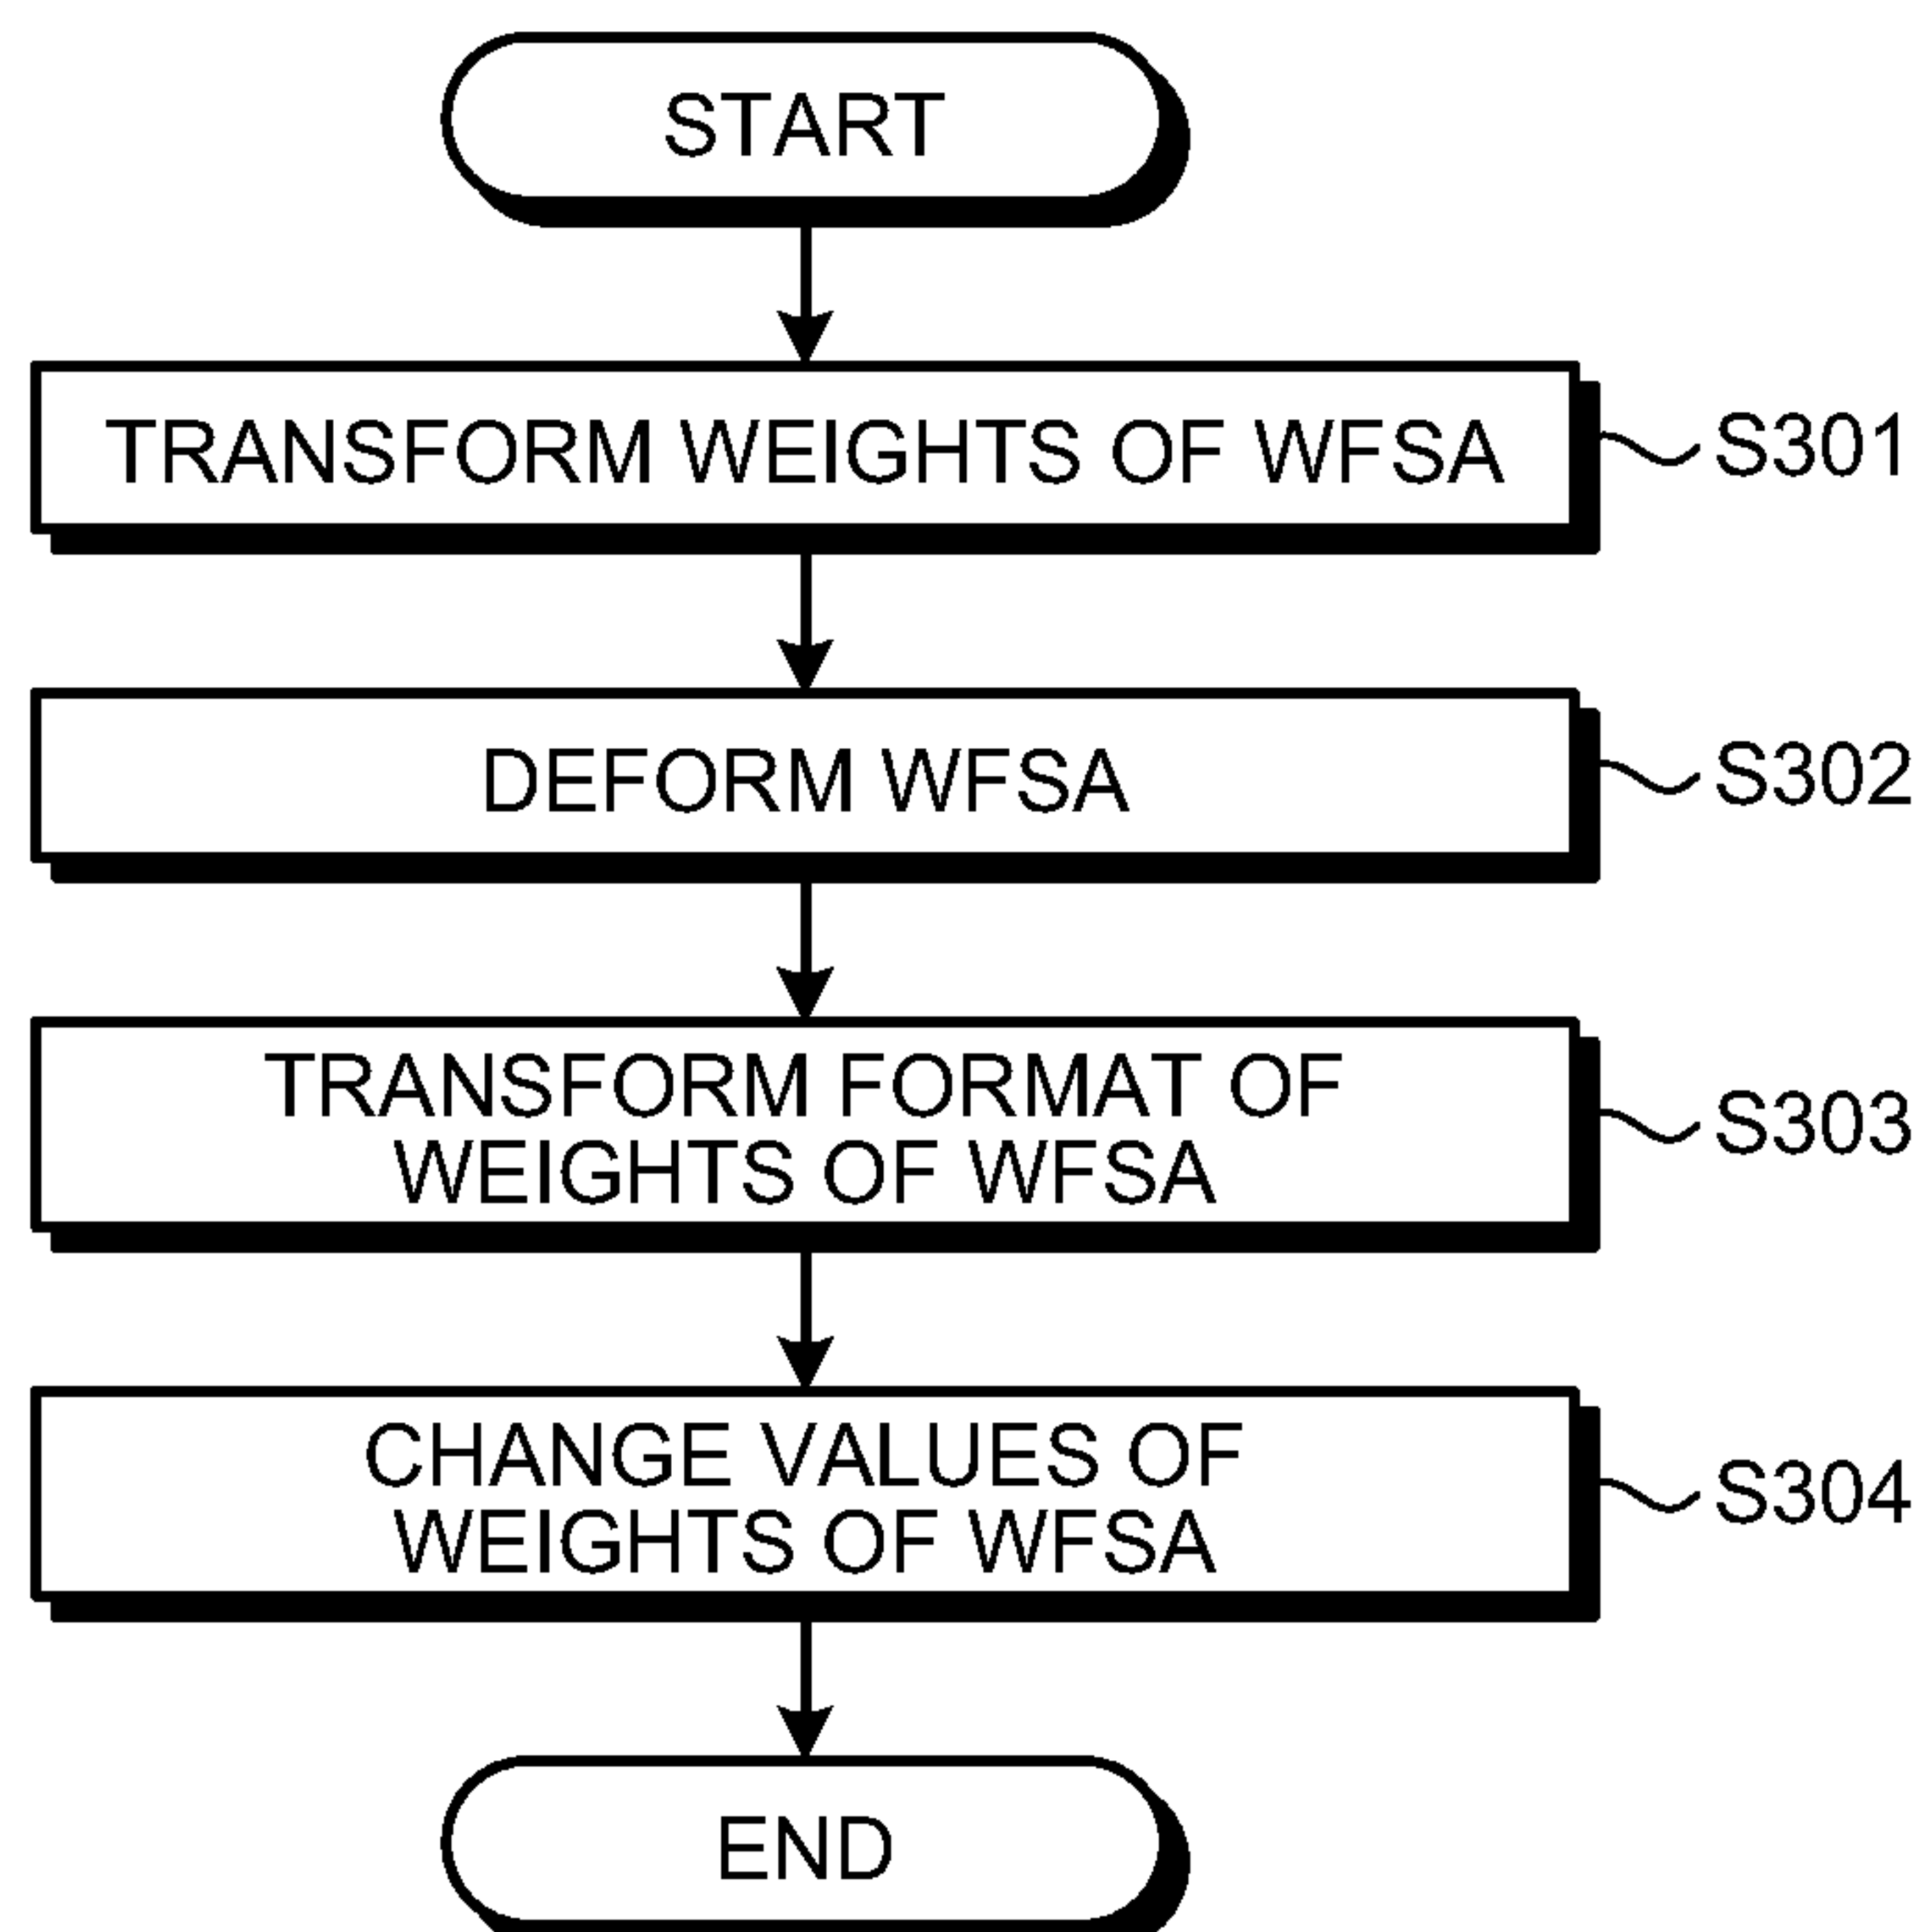 START
TRANSFORM WEIGHTS OF WFSA
S301
DEFORM WFSA
S302
TRANSFORM FORMAT OF
WEIGHTS OF WFSA
S303
CHANGE VALUES OF
WEIGHTS OF WFSA
S304
END